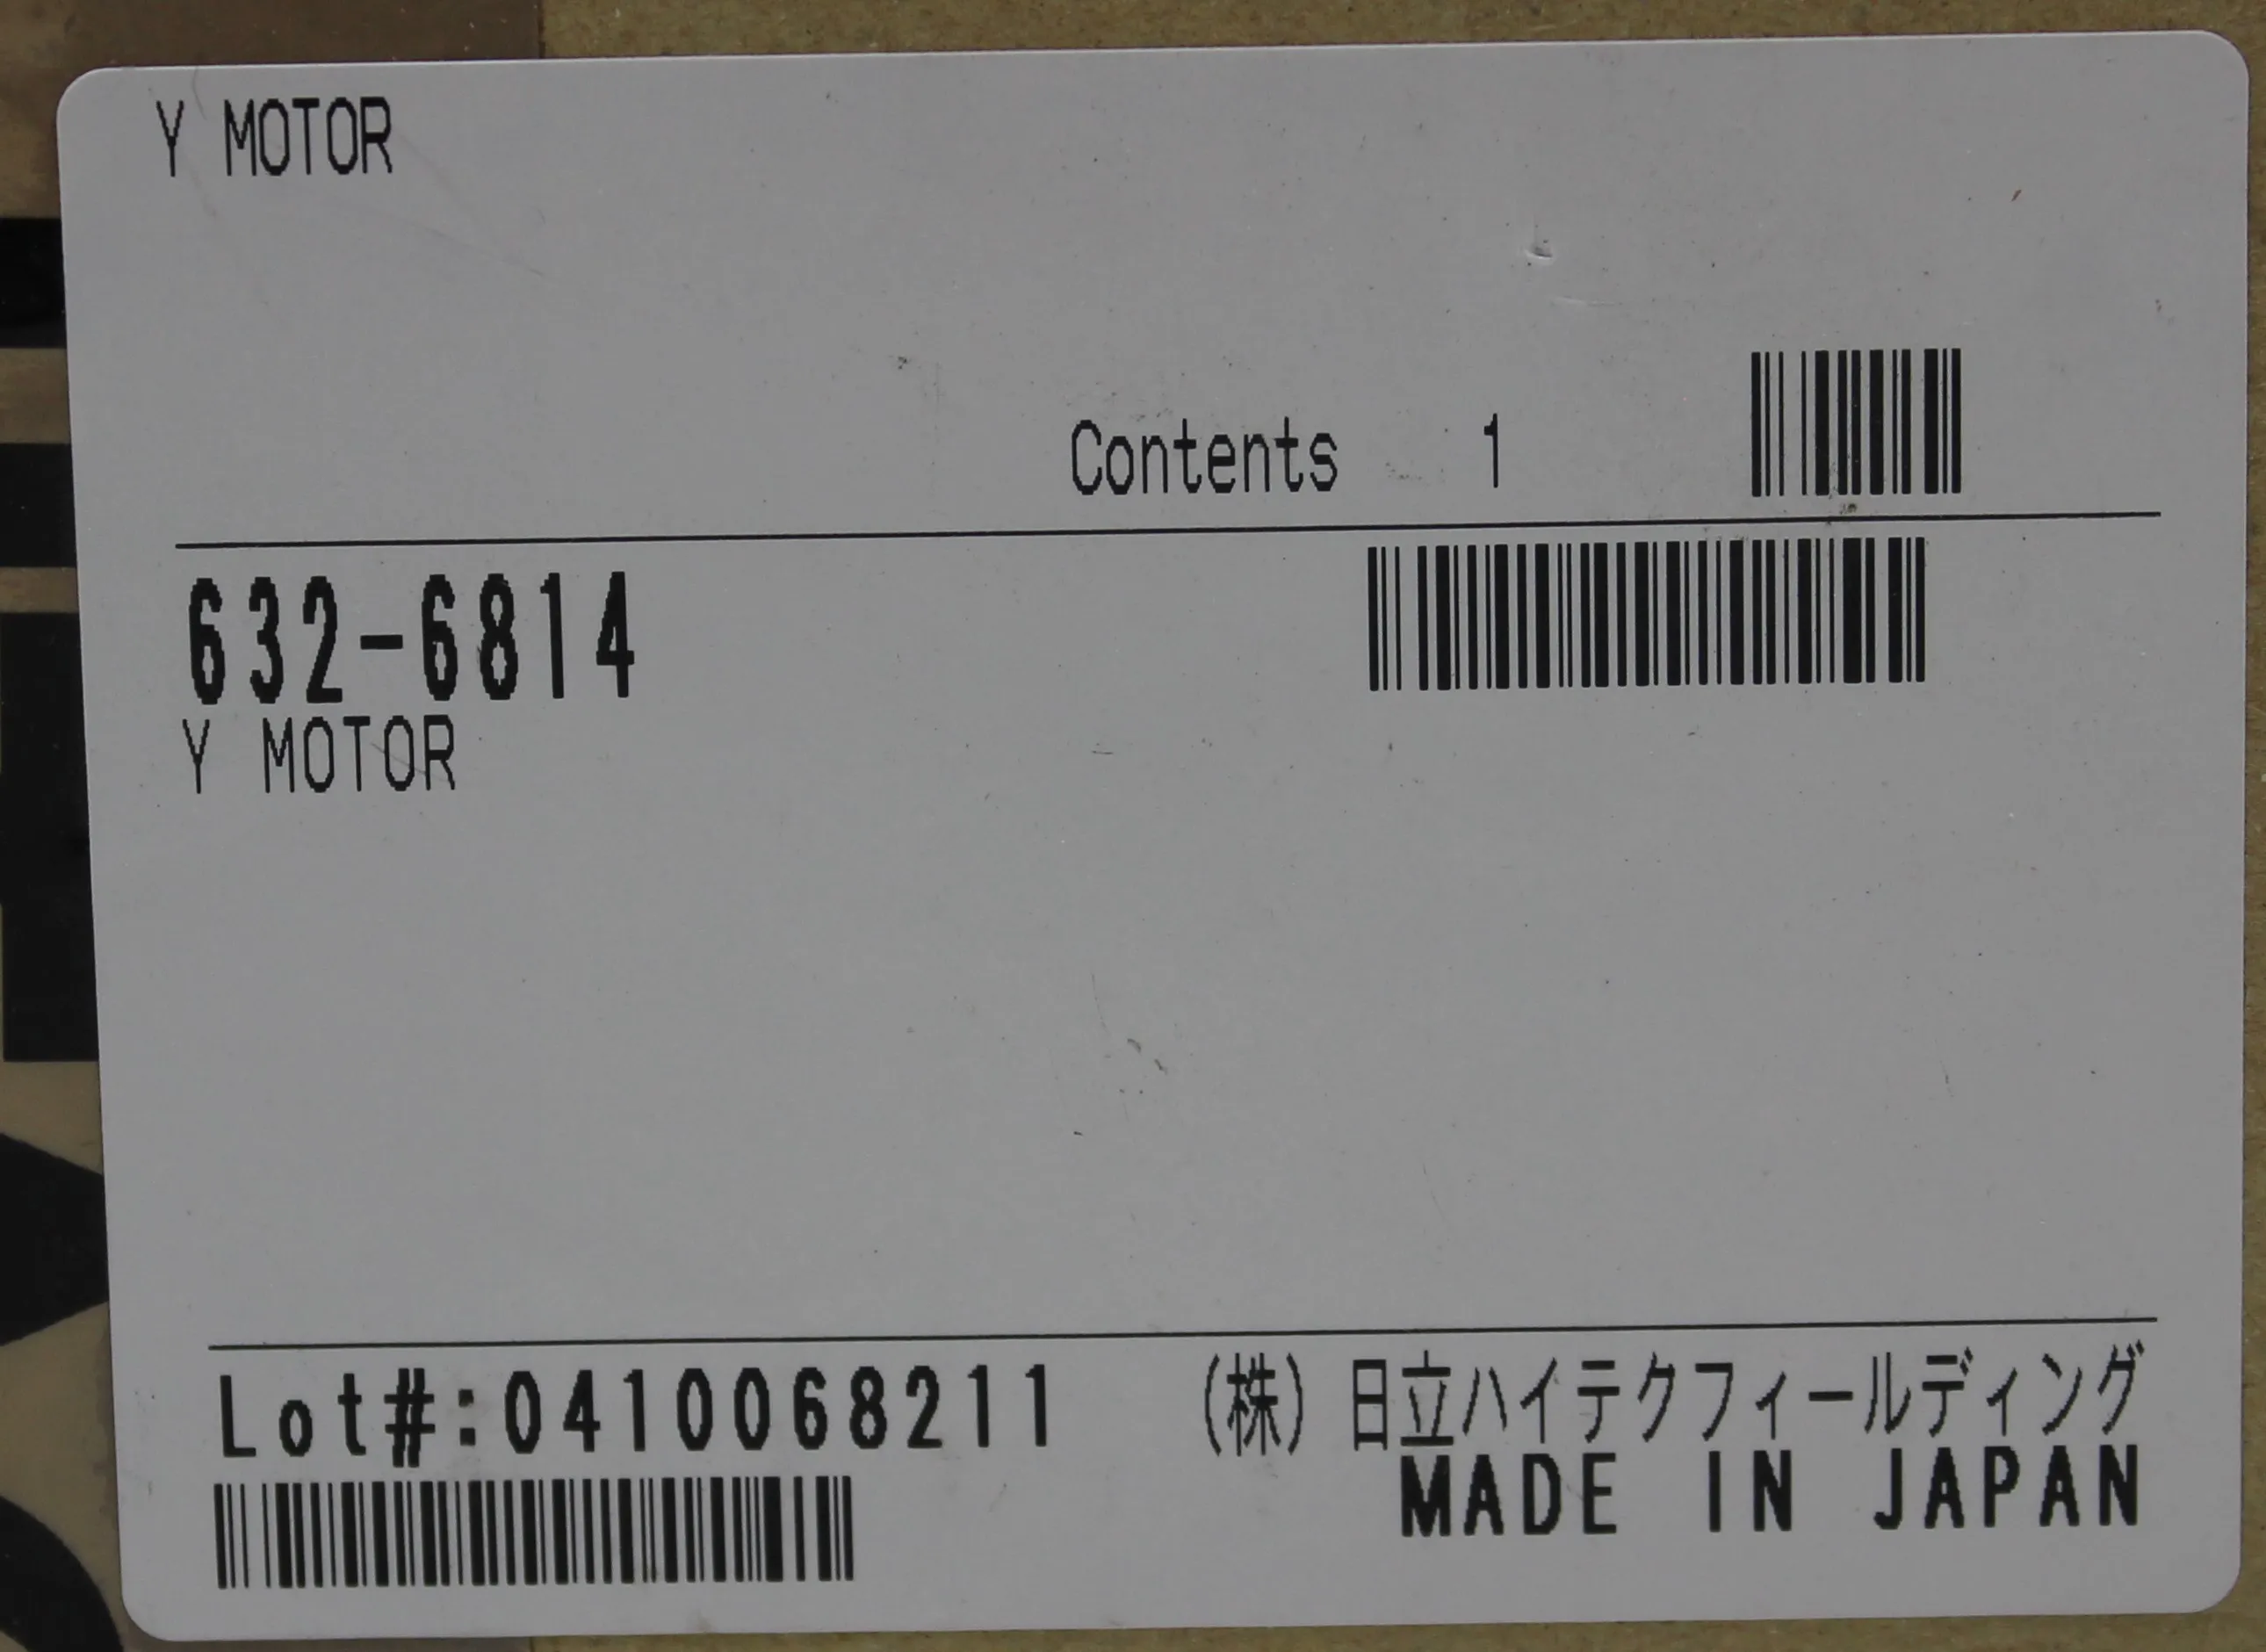 Y MOTOR
Contents 1
632-6814
Y MOTOR
Lot#:0410068211
(株)日立ハイテクフィールディング
MADE IN JAPAN